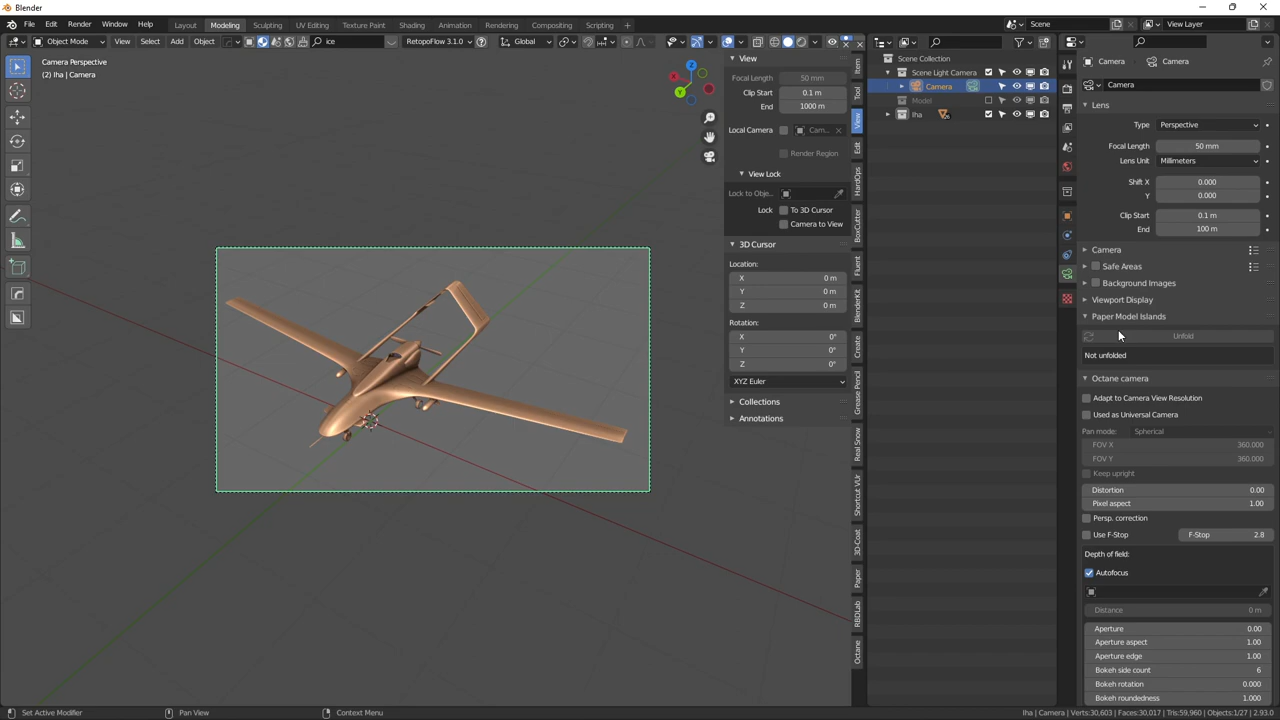 Blender
File Edit Render Window Help Layout Modeling Sculpting UV Editing Texture Paint Shading Animation Rendering Compositing Scripting + Scene View Layer
Object Mode View Select Add Object ice RetopoFlow 3.1.0 Global
Camera Perspective
(2) Iha | Camera
X
Y
Z
View
Focal Length 50 mm
Clip Start 0.1 m
End 1000 m
Local Camera Cam...
Render Region
View Lock
Lock to Obje...
Lock To 3D Cursor
Camera to View
3D Cursor
Location:
X 0 m
Y 0 m
Z 0 m
Rotation:
X 0°
Y 0°
Z 0°
XYZ Euler
Collections
Annotations
Item
Tool
View
Edit
HardOps
BoxCutter
Fluent
BlenderKit
Create
Grease Pencil
Real Snow
Shortcut VUr
3D-Coat
Paper
RBDLab
Octane
Scene Collection
Scene Light Camera
Camera
Model
Iha
Camera Camera
Camera
Lens
Type Perspective
Focal Length 50 mm
Lens Unit Millimeters
Shift X 0.000
Y 0.000
Clip Start 0.1 m
End 100 m
Camera
Safe Areas
Background Images
Viewport Display
Paper Model Islands
Unfold
Not unfolded
Octane camera
Adapt to Camera View Resolution
Used as Universal Camera
Pan mode: Spherical
FOV X 360.000
FOV Y 360.000
Keep upright
Distortion 0.00
Pixel aspect 1.00
Persp. correction
Use F-Stop F-Stop 2.8
Depth of field:
Autofocus
Distance 0 m
Aperture 0.00
Aperture aspect 1.00
Aperture edge 1.00
Bokeh side count 6
Bokeh rotation 0.000
Bokeh roundedness 1.000
Set Active Modifier Pan View Context Menu Iha | Camera | Verts:30,603 | Faces:30,017 | Tris:59,960 | Objects:1/27 | 2.93.0